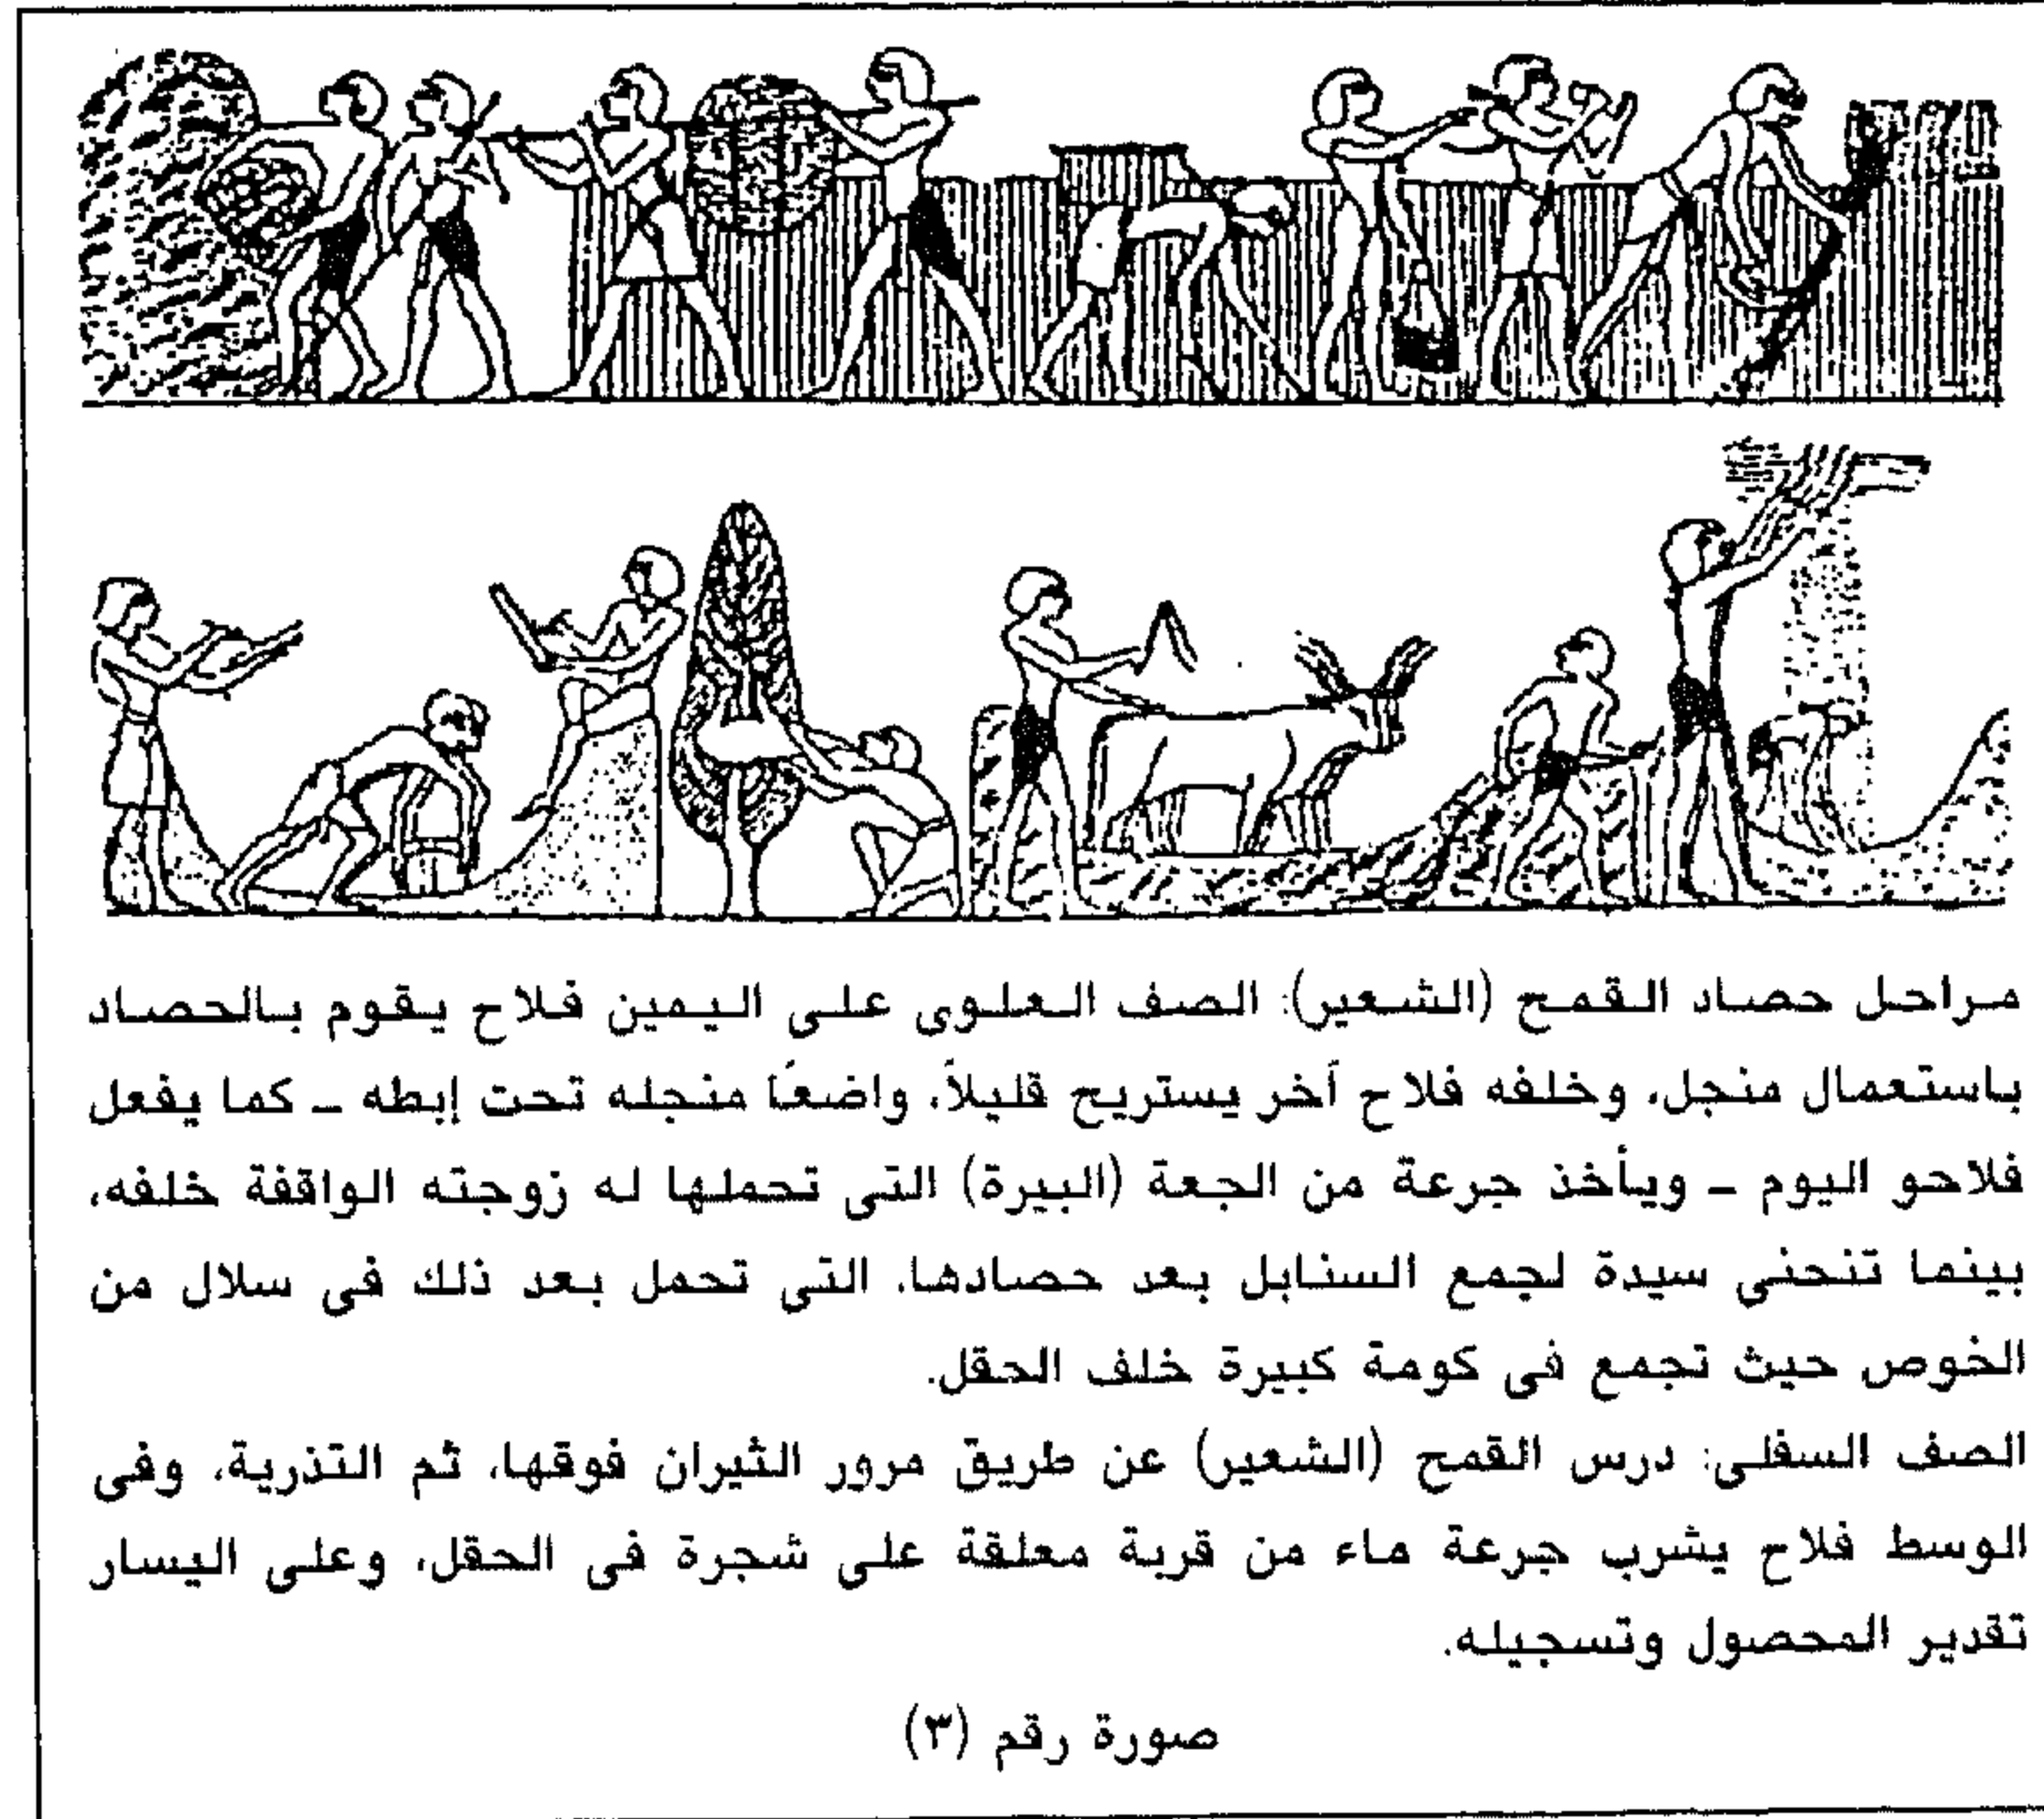 مراحل حصاد القمح (الشعير): الصف العلوى على اليمين فلاح يقوم بالحصاد
باستعمال منجل، وخلفه فلاح آخر يستريح قليلاً، واضعًا منجله تحت إبطه ـ كما يفعل
فلاحو اليوم ـ ويأخذ جرعة من الجعة (البيرة) التى تحملها له زوجته الواقفة خلفه،
بينما تنحنى سيدة لجمع السنابل بعد حصادها، التى تحمل بعد ذلك فى سلال من
الخوص حيث تجمع فى كومة كبيرة خلف الحقل.
الصف السفلى: درس القمح (الشعير) عن طريق مرور الثيران فوقها، ثم التذرية، وفى
الوسط فلاح يشرب جرعة ماء من قربة معلقة على شجرة فى الحقل، وعلى اليسار
تقدير المحصول وتسجيله.
صورة رقم (٣)